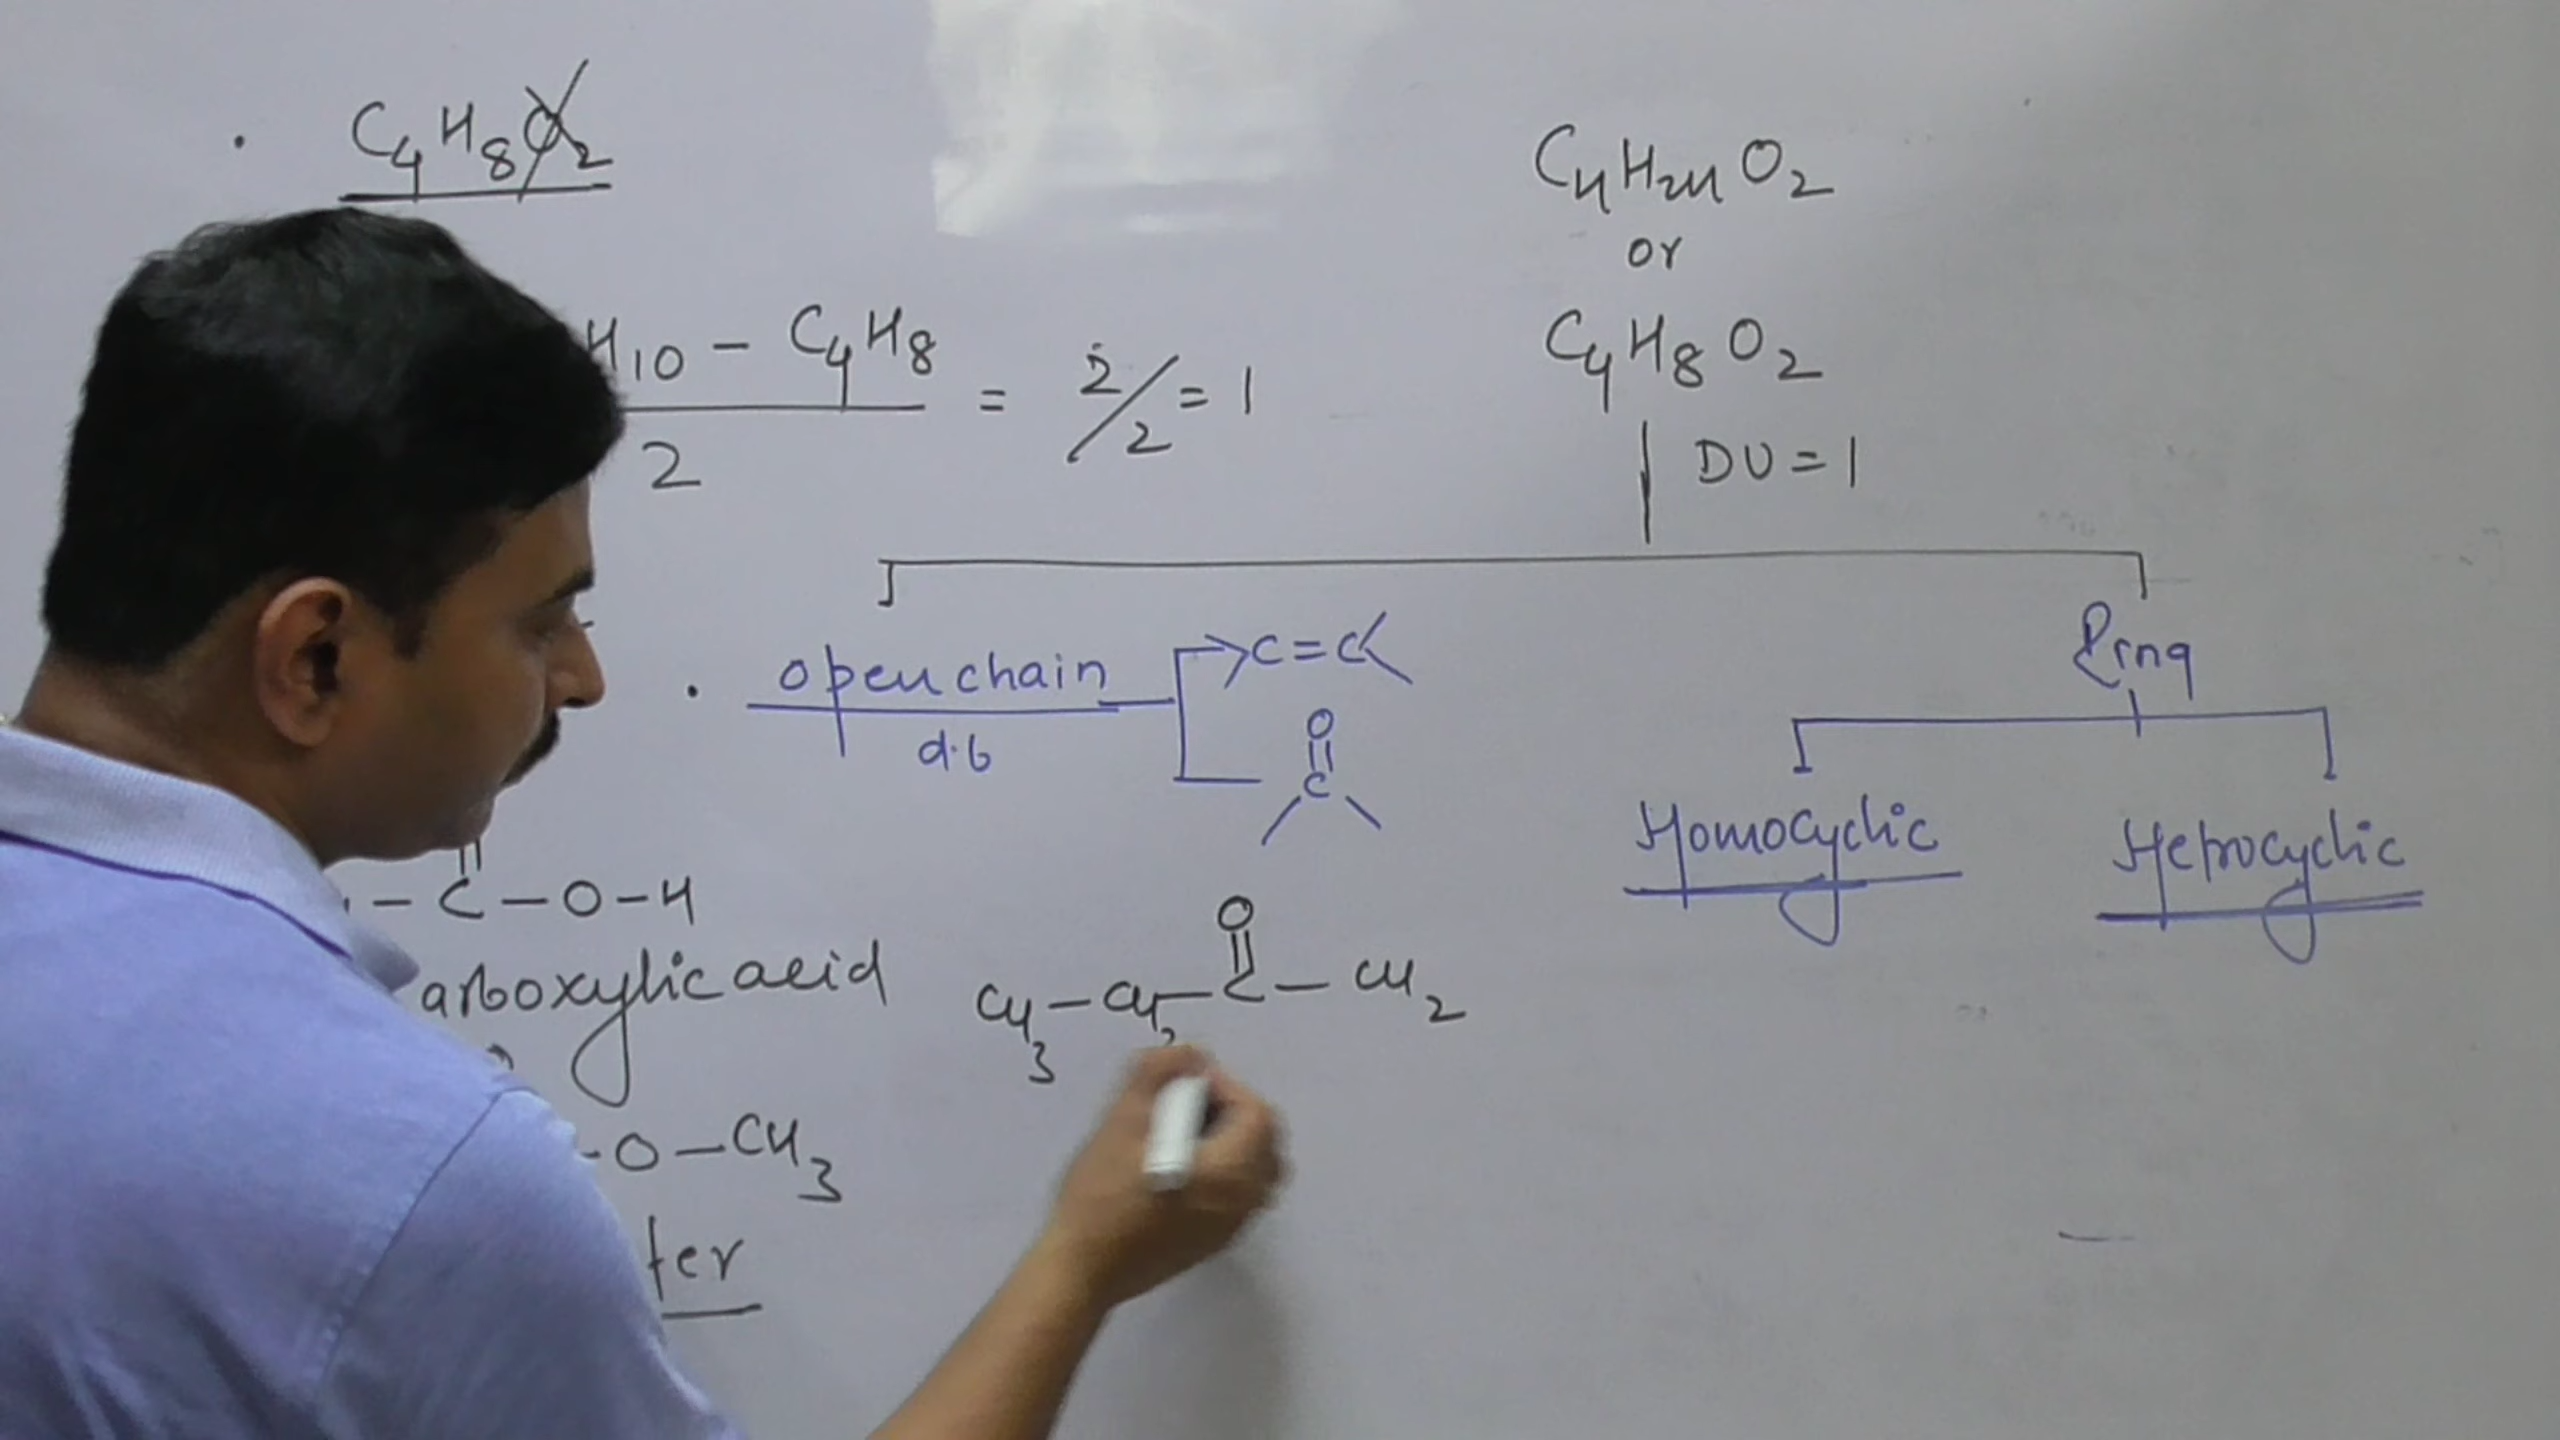 C4H8O2
CnH2nO2
or
C4H8O2
H10 - C4H8 = 2/2 = 1
2
DU = 1
open chain
d.b
>C=C<
O
||
C
Ring
Homocyclic
Hetrocyclic
- C - O - H
arboxylic acid
O
||
CH3 - CH2 - C - CH2
- O - CH3
ter